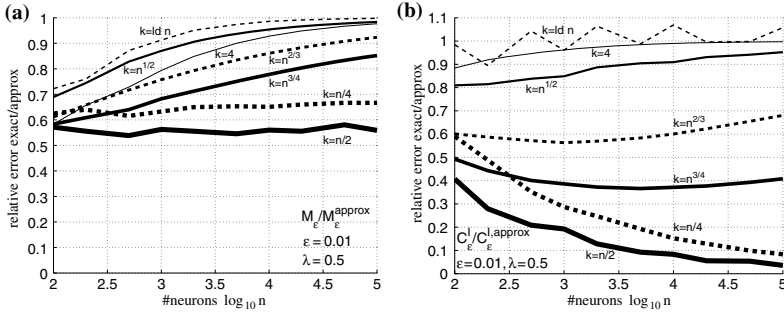 (a)
relative error exact/approx
1
0.9
0.8
0.7
0.6
0.5
0.4
0.3
0.2
0.1
0
k=ld n
k=n^1/2
k=4
k=n^2/3
k=n^3/4
k=n/4
k=n/2
M_ε/M_ε^approx
ε=0.01
λ=0.5
2 2.5 3 3.5 4 4.5 5
#neurons log_10 n
(b)
relative error exact/approx
1.1
1
0.9
0.8
0.7
0.6
0.5
0.4
0.3
0.2
0.1
0
k=ld n
k=4
k=n^1/2
k=n^2/3
k=n^3/4
k=n/4
k=n/2
C_ε^I/C_ε^I,approx
ε=0.01, λ=0.5
2 2.5 3 3.5 4 4.5 5
#neurons log_10 n